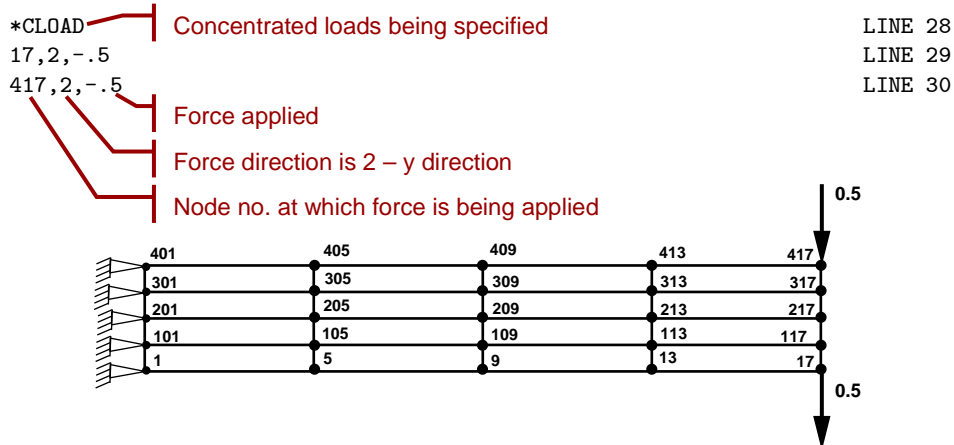 *CLOAD Concentrated loads being specified LINE 28
17,2,-.5 LINE 29
417,2,-.5 LINE 30
Force applied
Force direction is 2 – y direction
Node no. at which force is being applied
0.5
401 405 409 413 417
301 305 309 313 317
201 205 209 213 217
101 105 109 113 117
1 5 9 13 17
0.5